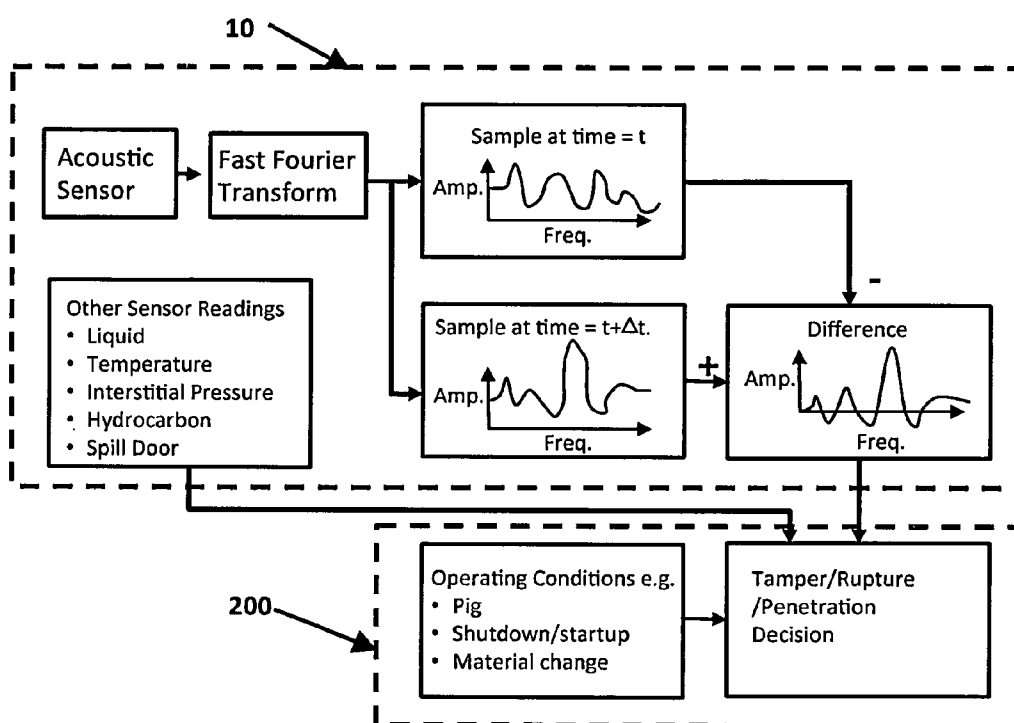 10
Acoustic
Sensor
Fast Fourier
Transform
Sample at time = t
Amp.
Freq.
-
Other Sensor Readings
• Liquid
• Temperature
• Interstitial Pressure
• Hydrocarbon
• Spill Door
Sample at time = t+Δt.
Amp.
Freq.
+
Difference
Amp.
Freq.
200
Operating Conditions e.g.
• Pig
• Shutdown/startup
• Material change
Tamper/Rupture
/Penetration
Decision